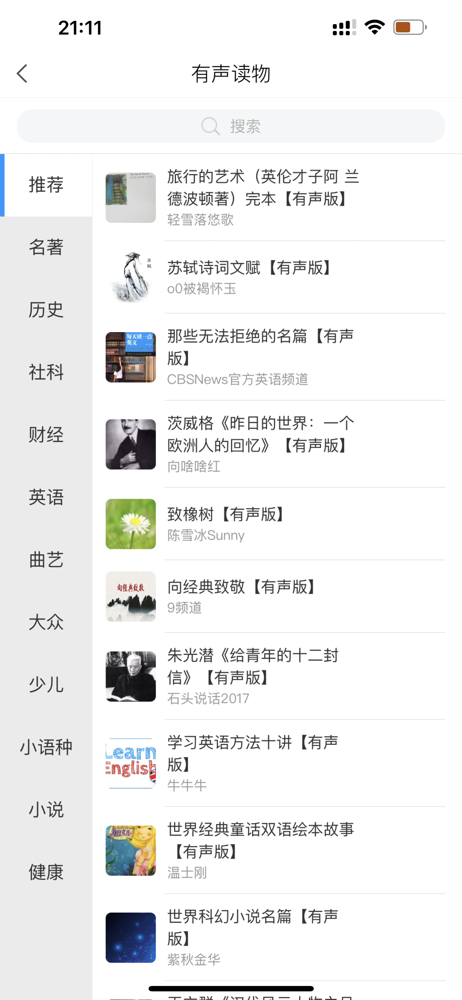 21:11
有声读物
搜索
推荐
名著
历史
社科
财经
英语
曲艺
大众
少儿
小语种
小说
健康
The Art of Travel
旅行的艺术（英伦才子阿 兰
德波顿著）完本【有声版】
轻雪落悠歌
苏轼
苏轼诗词文赋【有声版】
o0被褐怀玉
每天读一点
英文
那些无法拒绝的名篇
那些无法拒绝的名篇【有声
版】
CBSNews官方英语频道
茨威格《昨日的世界：一个
欧洲人的回忆》【有声版】
向啥啥红
致橡树【有声版】
陈雪冰Sunny
向经典致敬
向经典致敬【有声版】
9频道
朱光潜《给青年的十二封
信》【有声版】
石头说话2017
Learn
English
学习英语方法十讲【有声
版】
牛牛牛
海的女儿
世界经典童话双语绘本故事
【有声版】
温士刚
世界科幻小说名篇【有声
版】
紫秋金华